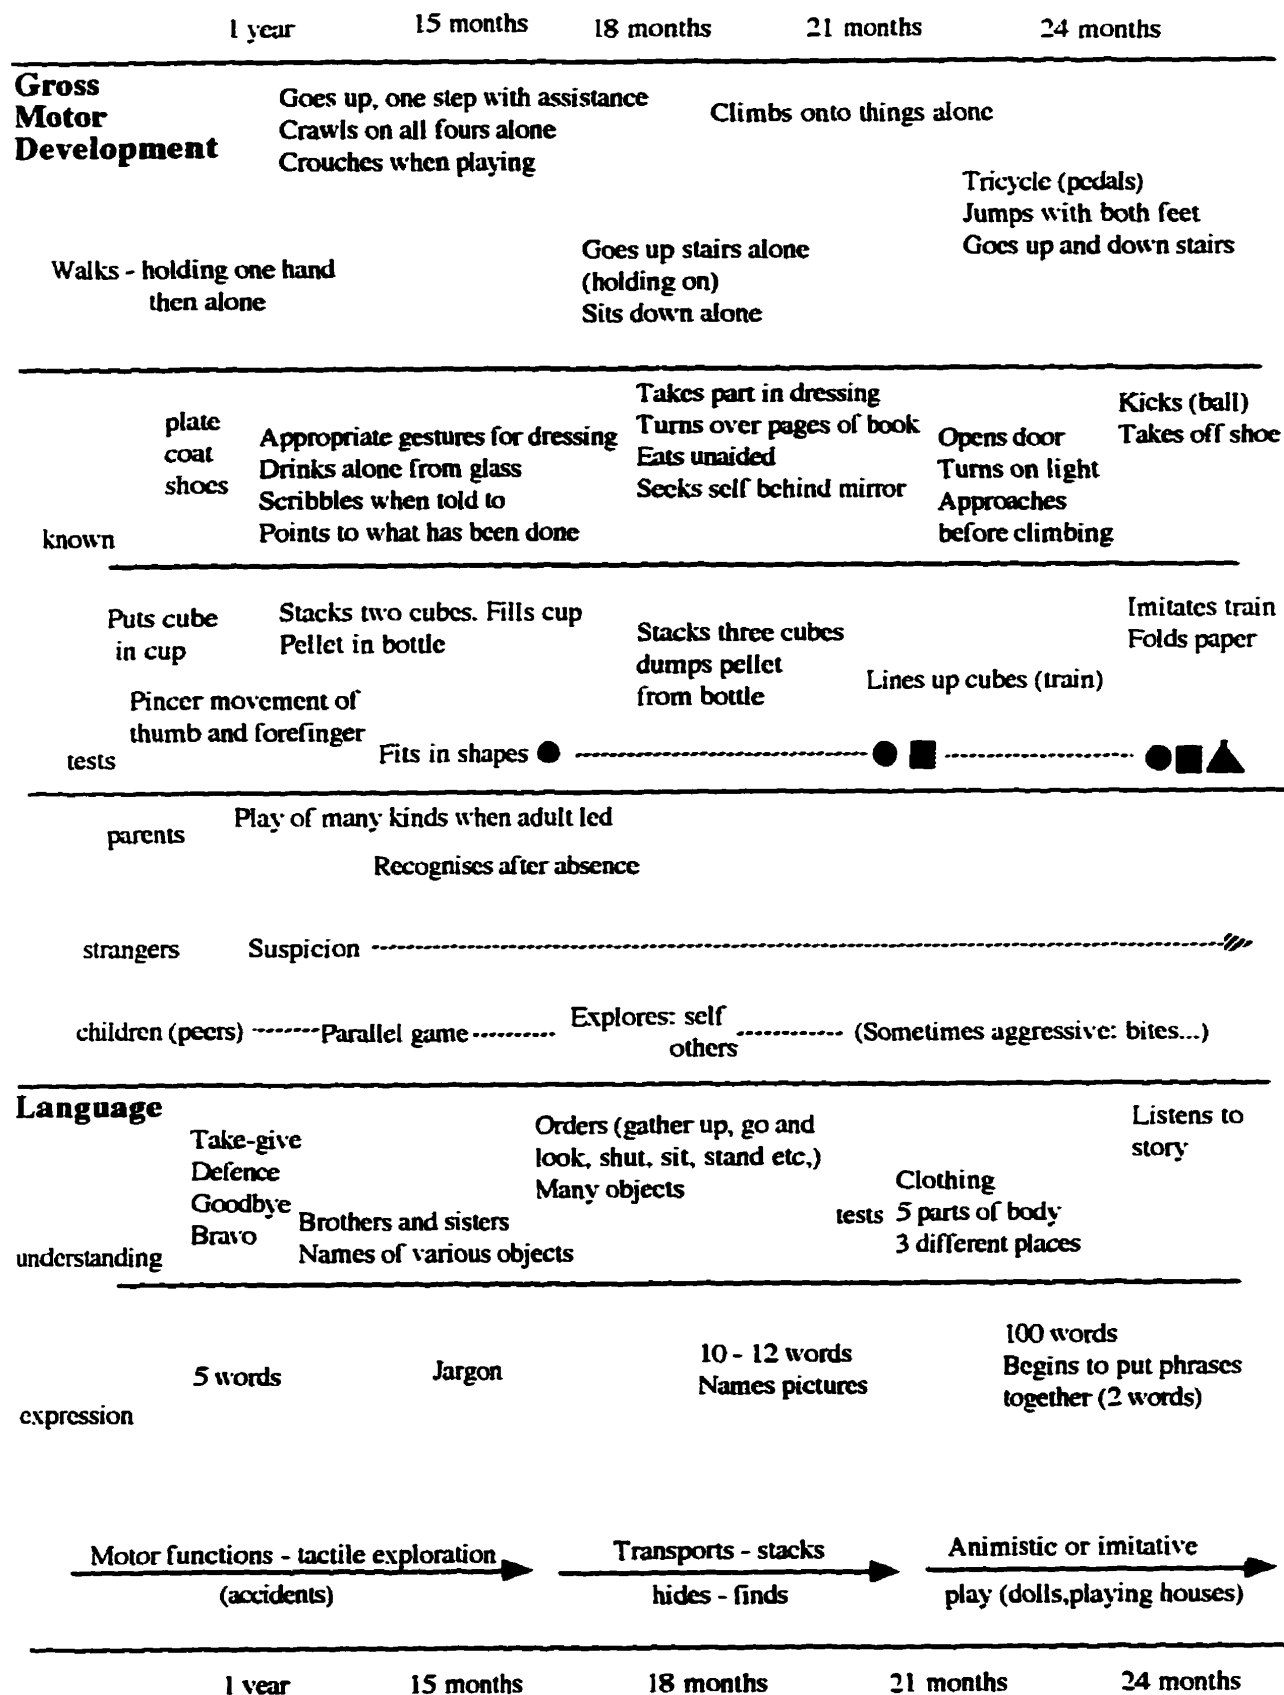 1 year 15 months 18 months 21 months 24 months
Gross
Motor
Development
Goes up, one step with assistance
Crawls on all fours alone
Crouches when playing
Climbs onto things alone
Tricycle (pedals)
Jumps with both feet
Goes up and down stairs
Walks - holding one hand
then alone
Goes up stairs alone
(holding on)
Sits down alone
known
plate
coat
shoes
Appropriate gestures for dressing
Drinks alone from glass
Scribbles when told to
Points to what has been done
Takes part in dressing
Turns over pages of book
Eats unaided
Seeks self behind mirror
Opens door
Turns on light
Approaches
before climbing
Kicks (ball)
Takes off shoe
Puts cube
in cup
Stacks two cubes. Fills cup
Pellet in bottle
Stacks three cubes
dumps pellet
from bottle
Lines up cubes (train)
Imitates train
Folds paper
Pincer movement of
thumb and forefinger
tests
Fits in shapes
parents
Play of many kinds when adult led
Recognises after absence
strangers Suspicion
children (peers) Parallel game Explores: self
others
(Sometimes aggressive: bites...)
Language
understanding
Take-give
Defence
Goodbye
Bravo
Brothers and sisters
Names of various objects
Orders (gather up, go and
look, shut, sit, stand etc,)
Many objects
tests
Clothing
5 parts of body
3 different places
Listens to
story
expression
5 words
Jargon
10 - 12 words
Names pictures
100 words
Begins to put phrases
together (2 words)
Motor functions - tactile exploration
(accidents)
Transports - stacks
hides - finds
Animistic or imitative
play (dolls,playing houses)
1 year 15 months 18 months 21 months 24 months